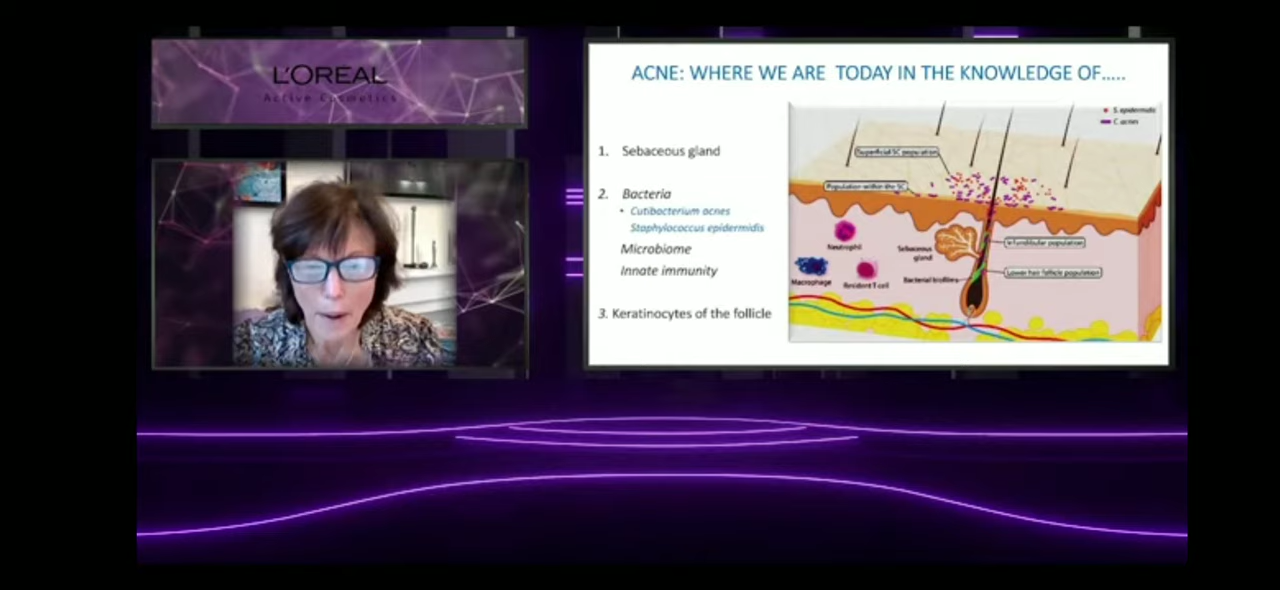 L'ORÉAL
Active Cosmetics
ACNE: WHERE WE ARE TODAY IN THE KNOWLEDGE OF.....
1. Sebaceous gland
2. Bacteria
• Cutibacterium acnes
Staphylococcus epidermidis
Microbiome
Innate immunity
3. Keratinocytes of the follicle
S. epidermidis
C. acnes
Superficial SC population
Population within the SC
Neutrophil
Sebaceous
gland
Infundibular population
Macrophage
Resident T cell
Bacterial biofilm
Lower hair follicle population